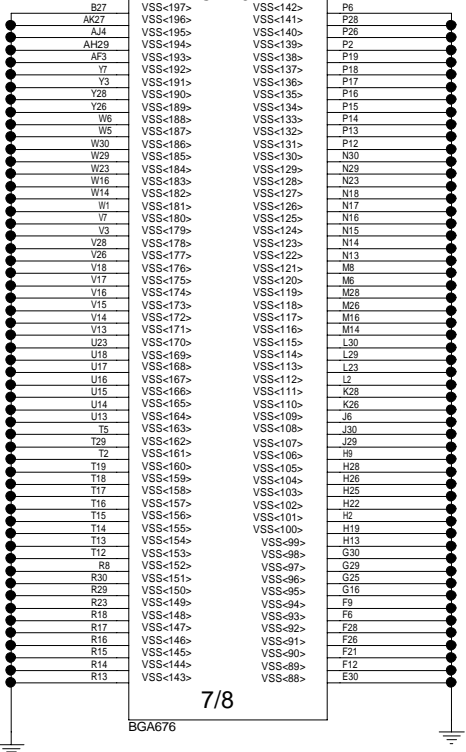 B27 VSS<197> VSS<142> P6
AK27 VSS<196> VSS<141> P28
AJ4 VSS<195> VSS<140> P26
AH29 VSS<194> VSS<139> P2
AF3 VSS<193> VSS<138> P19
Y7 VSS<192> VSS<137> P18
Y3 VSS<191> VSS<136> P17
Y28 VSS<190> VSS<135> P16
Y26 VSS<189> VSS<134> P15
W6 VSS<188> VSS<133> P14
W5 VSS<187> VSS<132> P13
W30 VSS<186> VSS<131> P12
W29 VSS<185> VSS<130> N30
W23 VSS<184> VSS<129> N29
W16 VSS<183> VSS<128> N23
W14 VSS<182> VSS<127> N18
W1 VSS<181> VSS<126> N17
V7 VSS<180> VSS<125> N16
V3 VSS<179> VSS<124> N15
V28 VSS<178> VSS<123> N14
V26 VSS<177> VSS<122> N13
V18 VSS<176> VSS<121> M8
V17 VSS<175> VSS<120> M6
V16 VSS<174> VSS<119> M28
V15 VSS<173> VSS<118> M26
V14 VSS<172> VSS<117> M16
V13 VSS<171> VSS<116> M14
U23 VSS<170> VSS<115> L30
U18 VSS<169> VSS<114> L29
U17 VSS<168> VSS<113> L23
U16 VSS<167> VSS<112> L2
U15 VSS<166> VSS<111> K28
U14 VSS<165> VSS<110> K26
U13 VSS<164> VSS<109> J6
T5 VSS<163> VSS<108> J30
T29 VSS<162> VSS<107> J29
T2 VSS<161> VSS<106> H9
T19 VSS<160> VSS<105> H28
T18 VSS<159> VSS<104> H26
T17 VSS<158> VSS<103> H25
T16 VSS<157> VSS<102> H22
T15 VSS<156> VSS<101> H2
T14 VSS<155> VSS<100> H19
T13 VSS<154> VSS<99> H13
T12 VSS<153> VSS<98> G30
R8 VSS<152> VSS<97> G29
R30 VSS<151> VSS<96> G25
R29 VSS<150> VSS<95> G16
R23 VSS<149> VSS<94> F9
R18 VSS<148> VSS<93> F6
R17 VSS<147> VSS<92> F28
R16 VSS<146> VSS<91> F26
R15 VSS<145> VSS<90> F21
R14 VSS<144> VSS<89> F12
R13 VSS<143> VSS<88> E30
7/8
BGA676